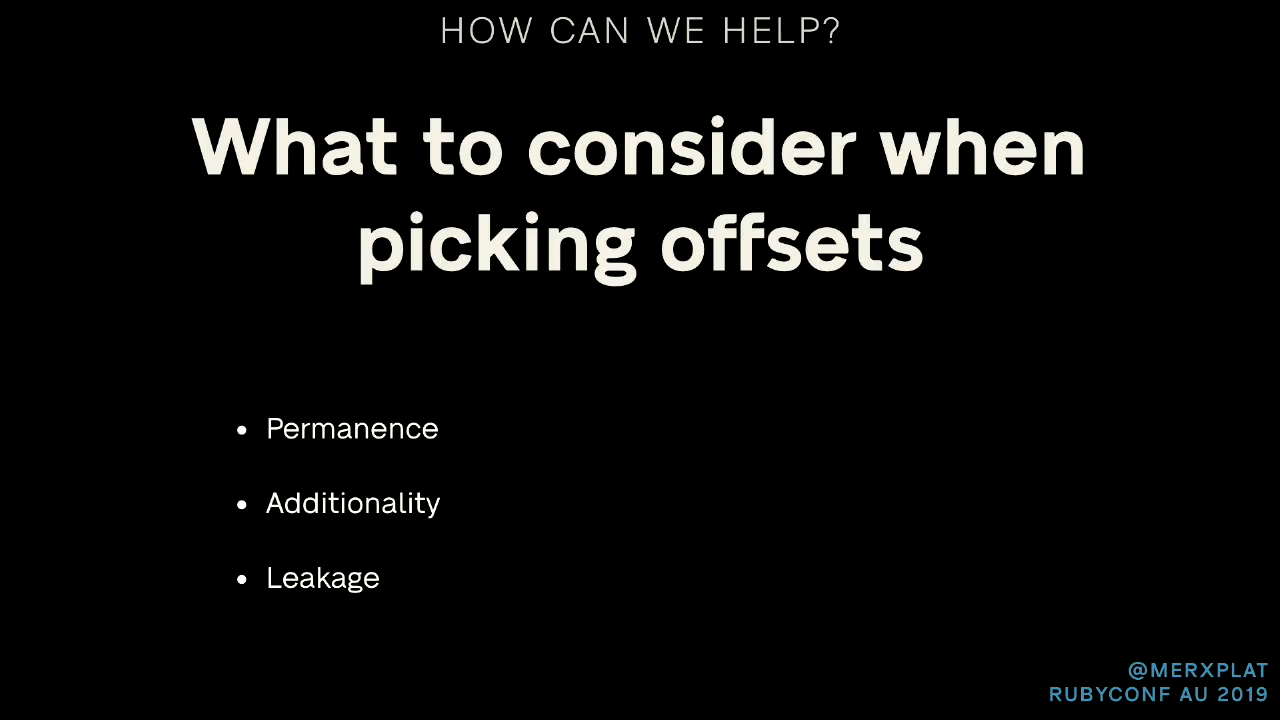 HOW CAN WE HELP?
What to consider when
picking offsets
• Permanence
• Additionality
• Leakage
@MERXPLAT
RUBYCONF AU 2019